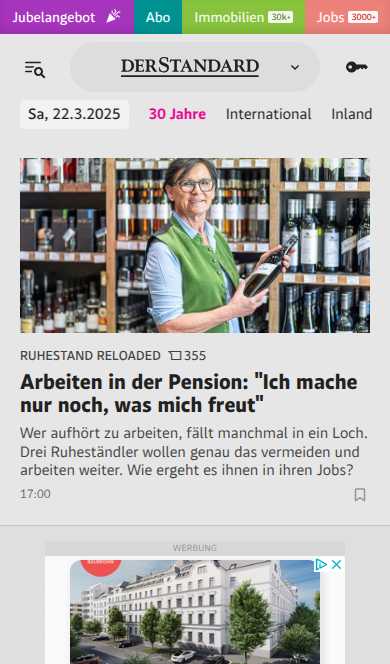 Jubelangebot
Abo
Immobilien 30k+
Jobs 3000+
DERSTANDARD
Sa, 22.3.2025
30 Jahre
International
Inland
RUHESTAND RELOADED 355
Arbeiten in der Pension: "Ich mache
nur noch, was mich freut"
Wer aufhört zu arbeiten, fällt manchmal in ein Loch.
Drei Ruheständler wollen genau das vermeiden und
arbeiten weiter. Wie ergeht es ihnen in ihren Jobs?
17:00
WERBUNG